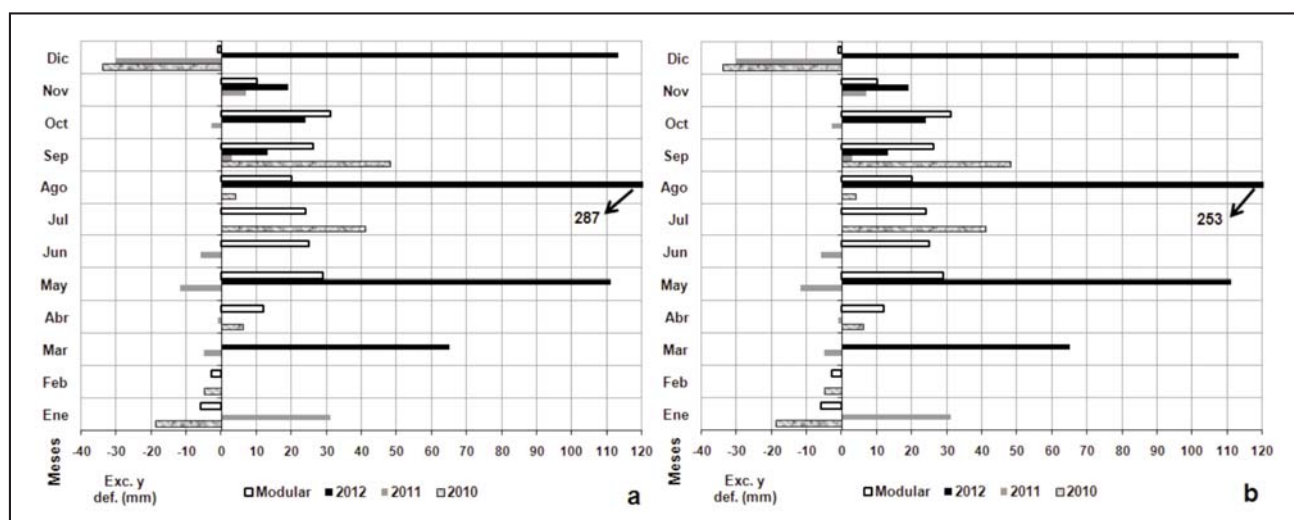 Dic
Nov
Oct
Sep
Ago
Jul
Jun
May
Abr
Mar
Feb
Ene
287
Meses
-40 -30 -20 -10 0 10 20 30 40 50 60 70 80 90 100 110 120
Exc. y
def. (mm)
Modular 2012 2011 2010
a
Dic
Nov
Oct
Sep
Ago
Jul
Jun
May
Abr
Mar
Feb
Ene
253
Meses
-40 -30 -20 -10 0 10 20 30 40 50 60 70 80 90 100 110 120
Exc. y
def. (mm)
Modular 2012 2011 2010
b